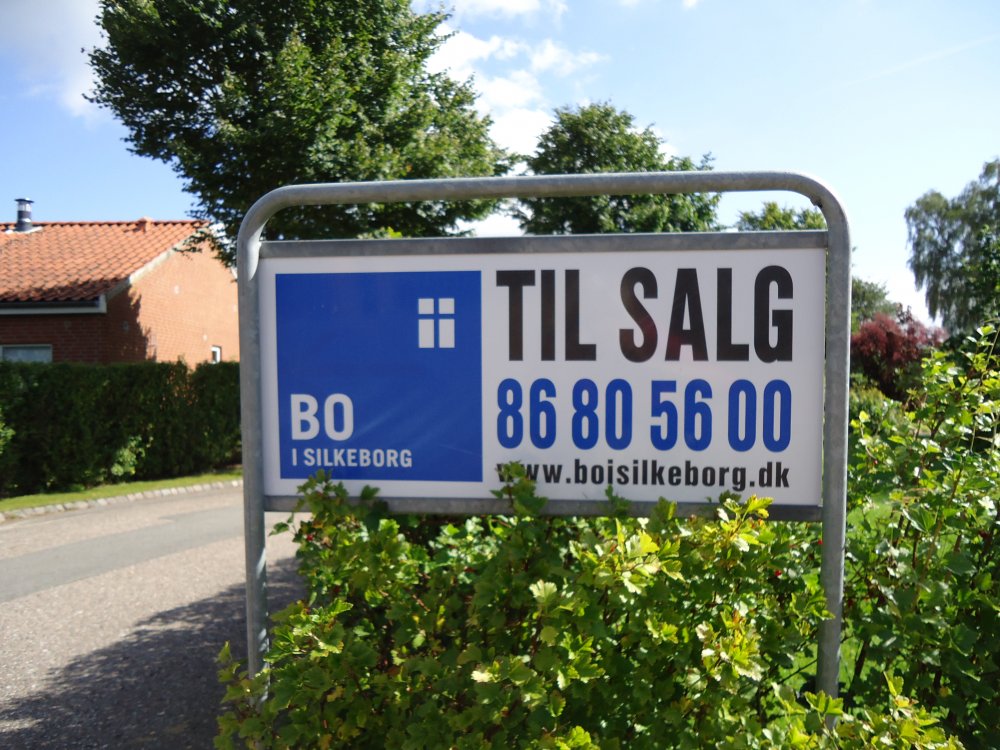 BO
I SILKEBORG
TIL SALG
86 80 56 00
www.boisilkeborg.dk